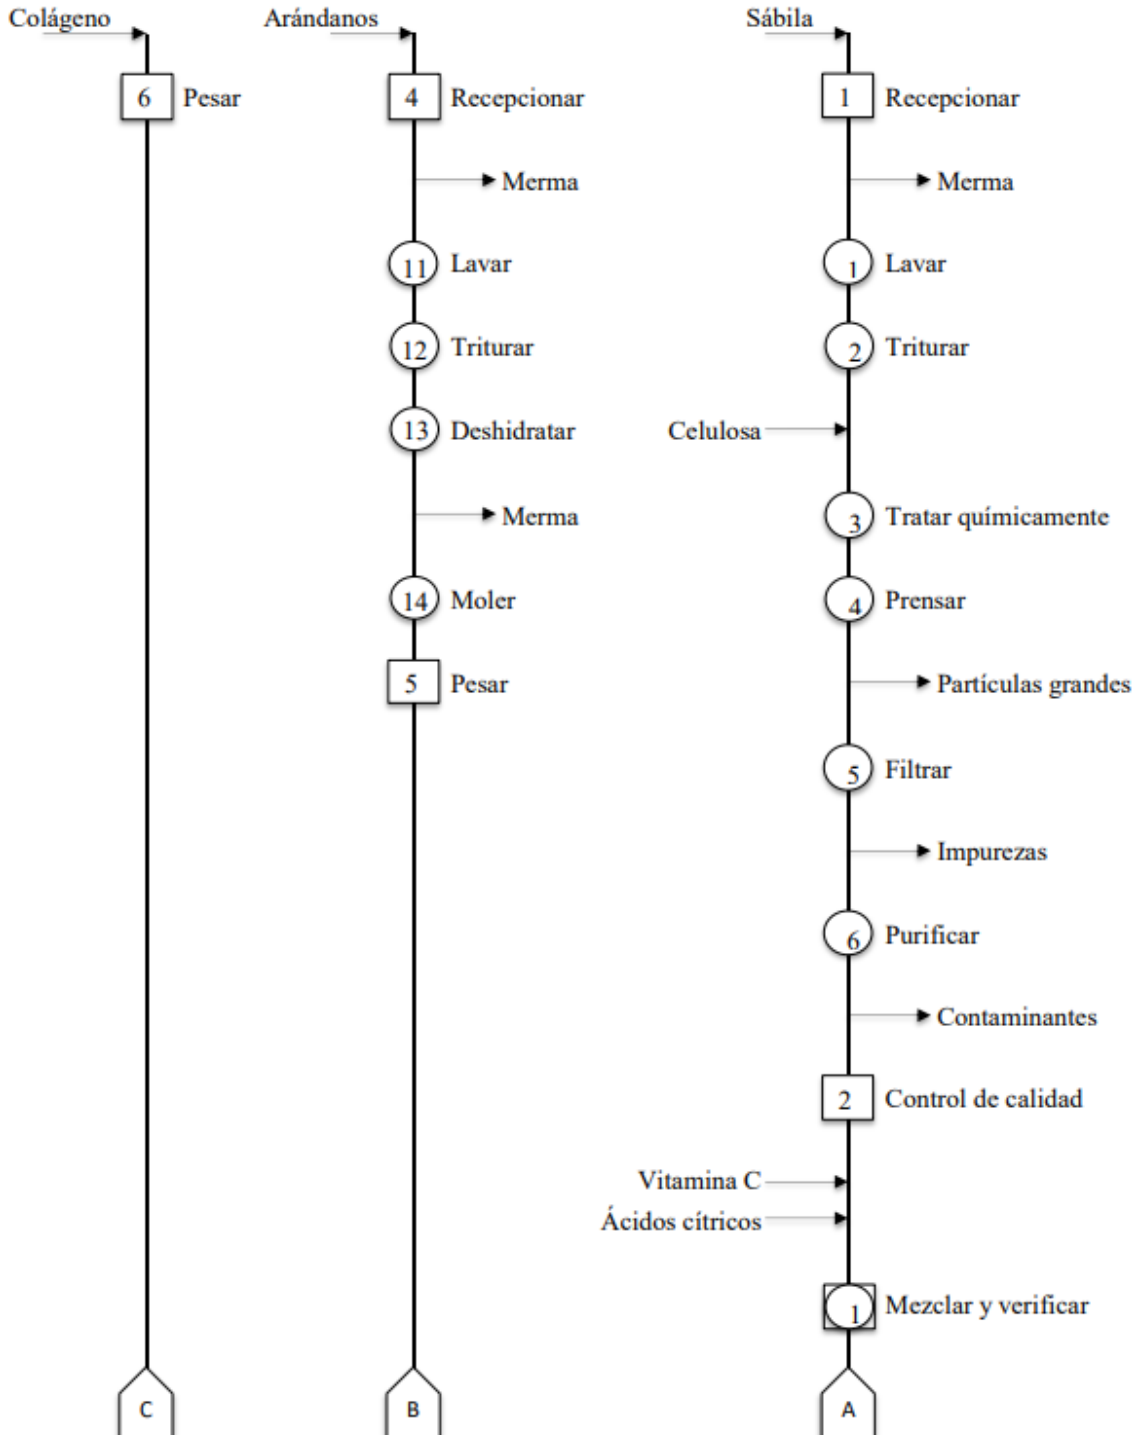 Colágeno
Arándanos
Sábila
6 Pesar
4 Recepcionar
1 Recepcionar
Merma
Merma
11 Lavar
1 Lavar
12 Triturar
2 Triturar
13 Deshidratar
Celulosa
Merma
3 Tratar químicamente
14 Moler
4 Prensar
5 Pesar
Partículas grandes
5 Filtrar
Impurezas
6 Purificar
Contaminantes
2 Control de calidad
Vitamina C
Ácidos cítricos
1 Mezclar y verificar
C
B
A